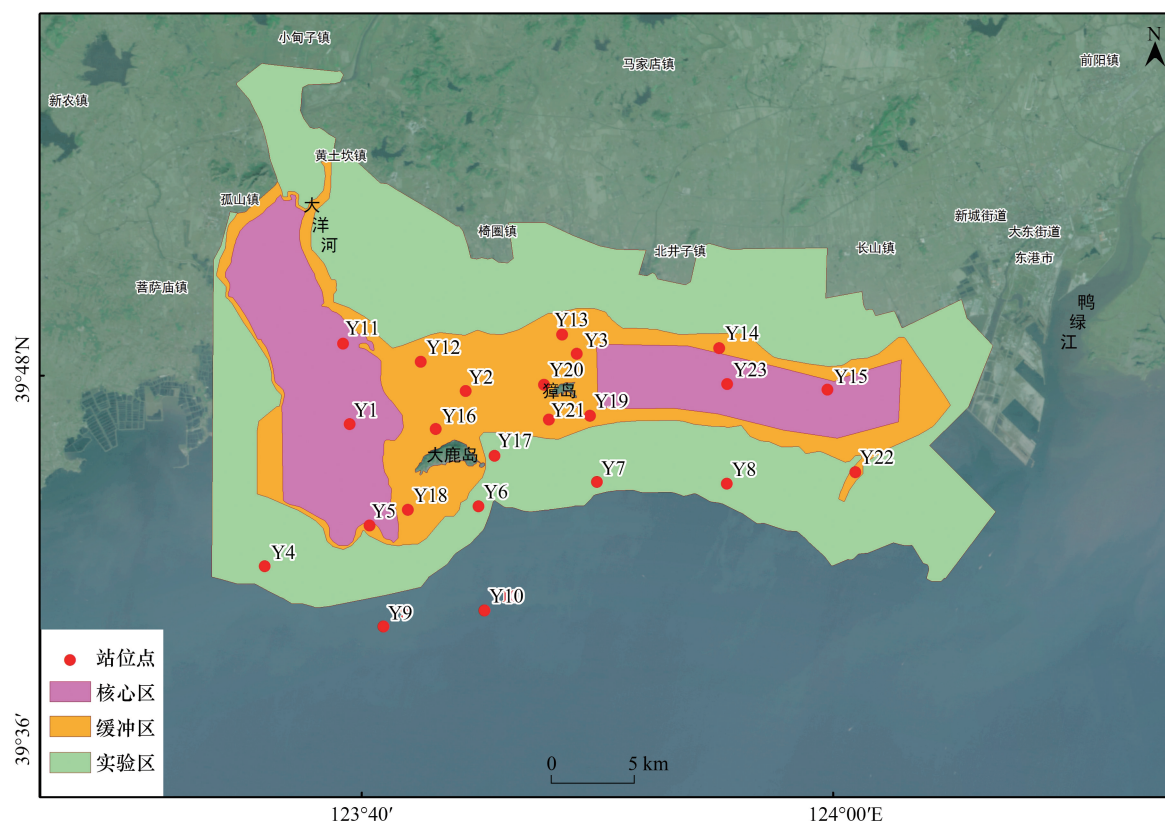 N
小甸子镇
马家店镇
前阳镇
新农镇
黄土坎镇
孤山镇
大洋河
椅圈镇
北井子镇
新城街道
大东街道
长山镇
东港市
菩萨庙镇
鸭绿江
Y11
Y13
Y14
Y12
Y3
39°48′N
Y20
Y23
Y15
Y2
獐岛
Y1
Y16
Y21
Y19
大鹿岛
Y17
Y22
Y7
Y8
Y6
Y18
Y5
Y4
Y10
Y9
站位点
核心区
缓冲区
实验区
39°36′
0 5 km
123°40′
124°00′E